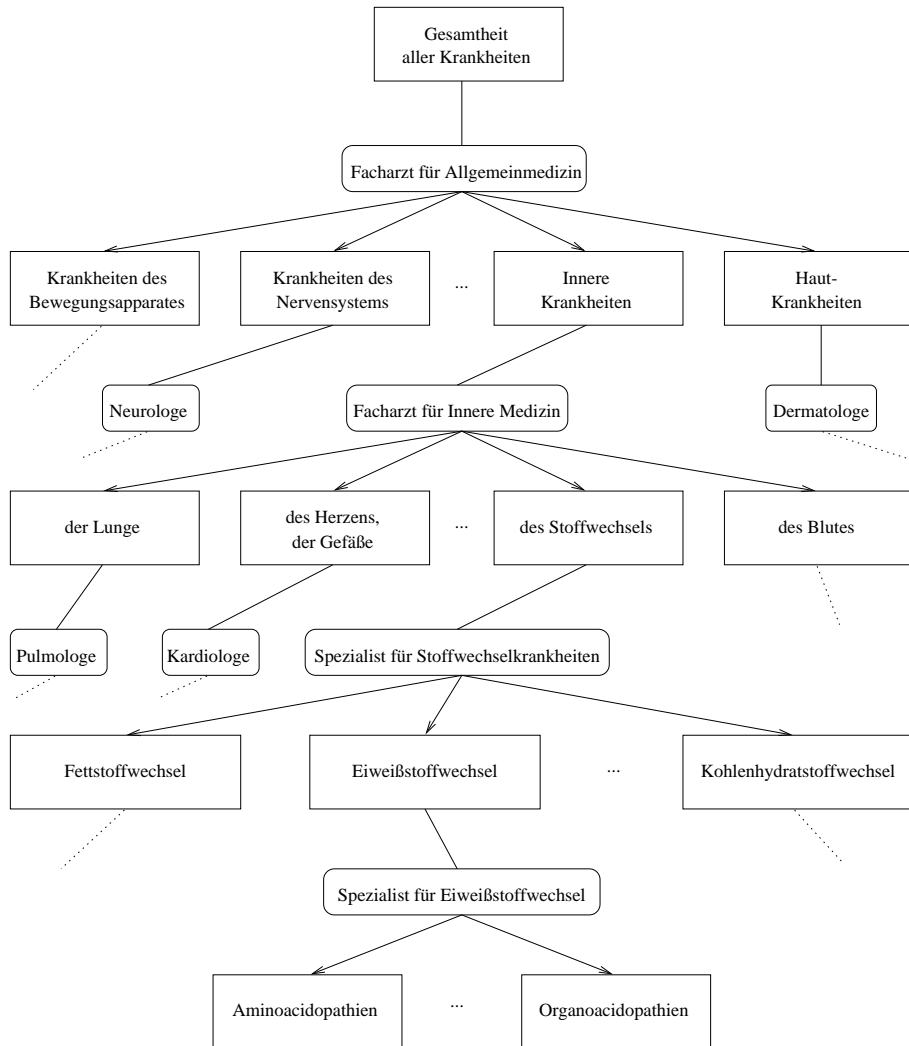 Gesamtheit
aller Krankheiten
Facharzt für Allgemeinmedizin
Krankheiten des
Bewegungsapparates
Krankheiten des
Nervensystems
...
Innere
Krankheiten
Haut-
Krankheiten
Neurologe
Facharzt für Innere Medizin
Dermatologe
der Lunge
des Herzens,
der Gefäße
...
des Stoffwechsels
des Blutes
Pulmologe
Kardiologe
Spezialist für Stoffwechselkrankheiten
Fettstoffwechsel
Eiweißstoffwechsel
...
Kohlenhydratstoffwechsel
Spezialist für Eiweißstoffwechsel
Aminoacidopathien
...
Organoacidopathien